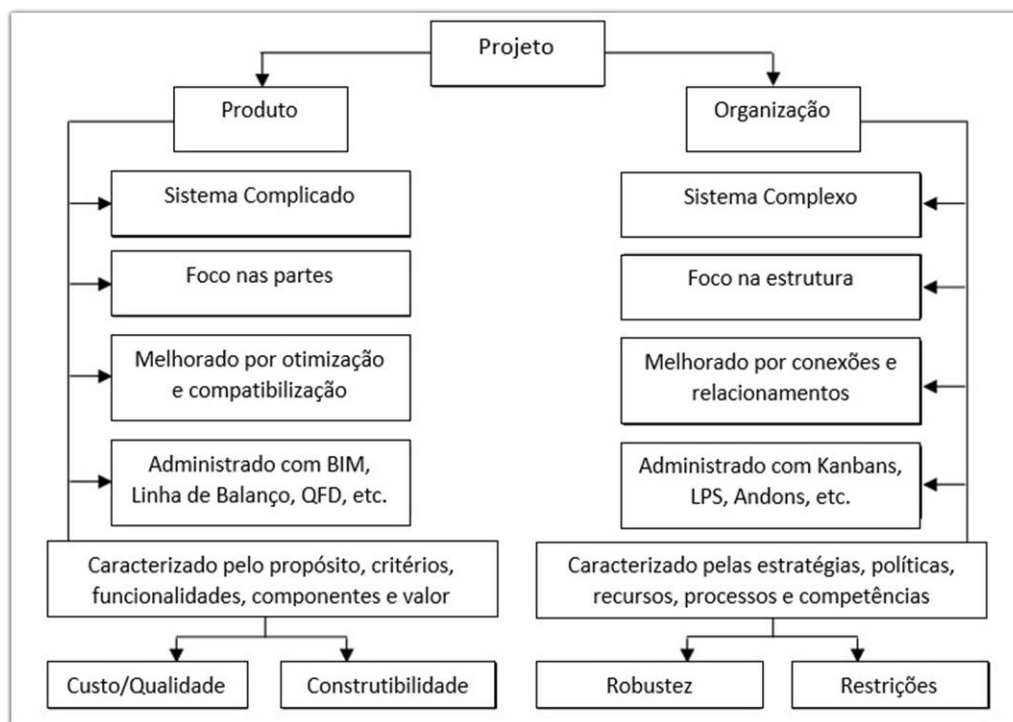 Projeto
Produto
Organização
Sistema Complicado
Sistema Complexo
Foco nas partes
Foco na estrutura
Melhorado por otimização
e compatibilização
Melhorado por conexões e
relacionamentos
Administrado com BIM,
Linha de Balanço, QFD, etc.
Administrado com Kanbans,
LPS, Andons, etc.
Caracterizado pelo propósito, critérios,
funcionalidades, componentes e valor
Caracterizado pelas estratégias, políticas,
recursos, processos e competências
Custo/Qualidade
Construtibilidade
Robustez
Restrições